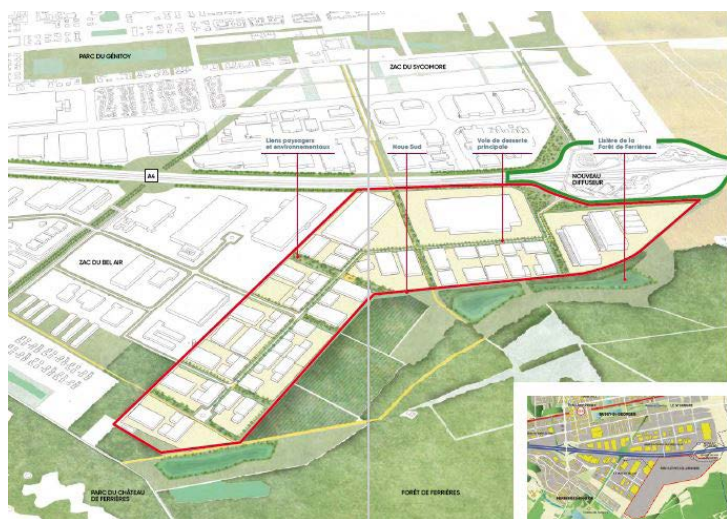 PARC DU GÉNITOY
ZAC DU SYCOMORE
Liens paysagers
et environnementaux
Noue Sud
Voie de desserte
principale
Lisière de la
Forêt de Ferrières
A4
NOUVEAU
DIFFUSEUR
ZAC DU BEL AIR
PARC DU CHÂTEAU
DE FERRIÈRES
FORÊT DE FERRIÈRES